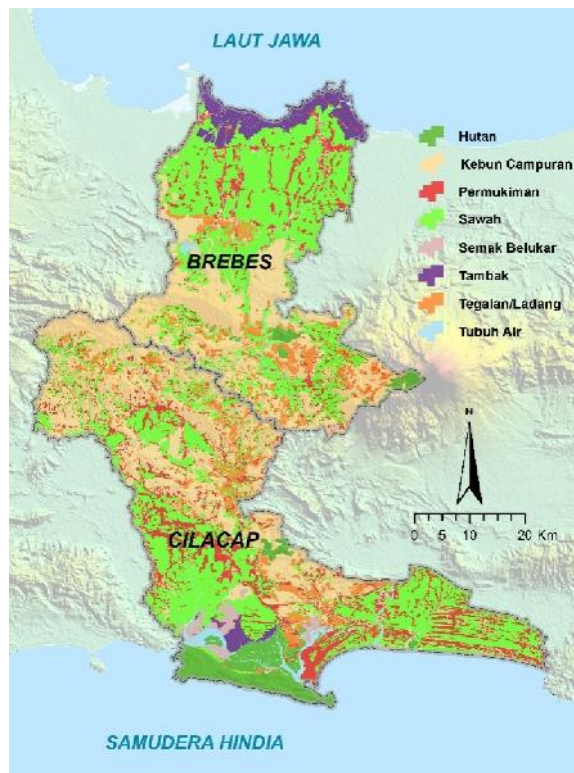 LAUT JAWA
Hutan
Kebun Campuran
Permukiman
Sawah
Semak Belukar
Tambak
Tegalan/Ladang
Tubuh Air
BREBES
N
0 5 10 20 Km
CILACAP
SAMUDERA HINDIA